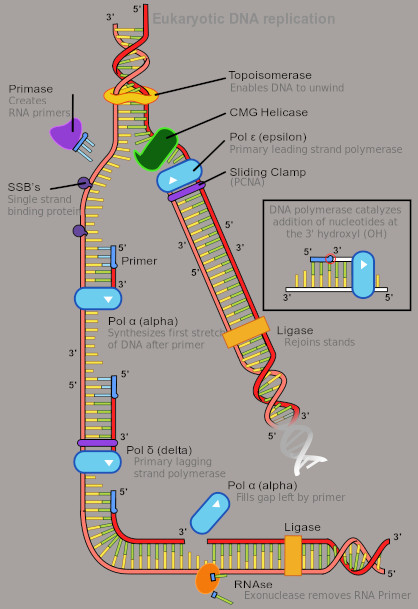 Eukaryotic DNA replication
3'
5'
Topoisomerase
Enables DNA to unwind
Primase
Creates
RNA primers
CMG Helicase
Pol ε (epsilon)
Primary leading strand polymerase
Sliding Clamp
(PCNA)
SSB's
Single strand
binding protein
DNA polymerase catalyzes
addition of nucleotides at
the 3' hydroxyl (OH)
5'
3'
3'
5'
5'
3'
5'
5'
Primer
3'
Pol α (alpha)
Synthesizes first stretch
of DNA after primer
Ligase
Rejoins stands
3'
5'
5'
3'
5'
3'
Pol δ (delta)
Primary lagging
strand polymerase
5'
Pol α (alpha)
Fills gap left by primer
3'
Ligase
5'
3'
RNAse
Exonuclease removes RNA Primer